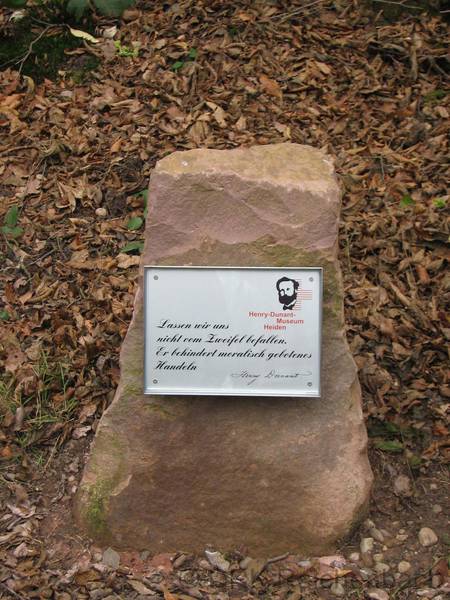 Henry-Dunant-
Museum
Heiden
Lassen wir uns
nicht vom Zweifel befallen.
Er behindert moralisch gebotenes
Handeln
Henry Dunant